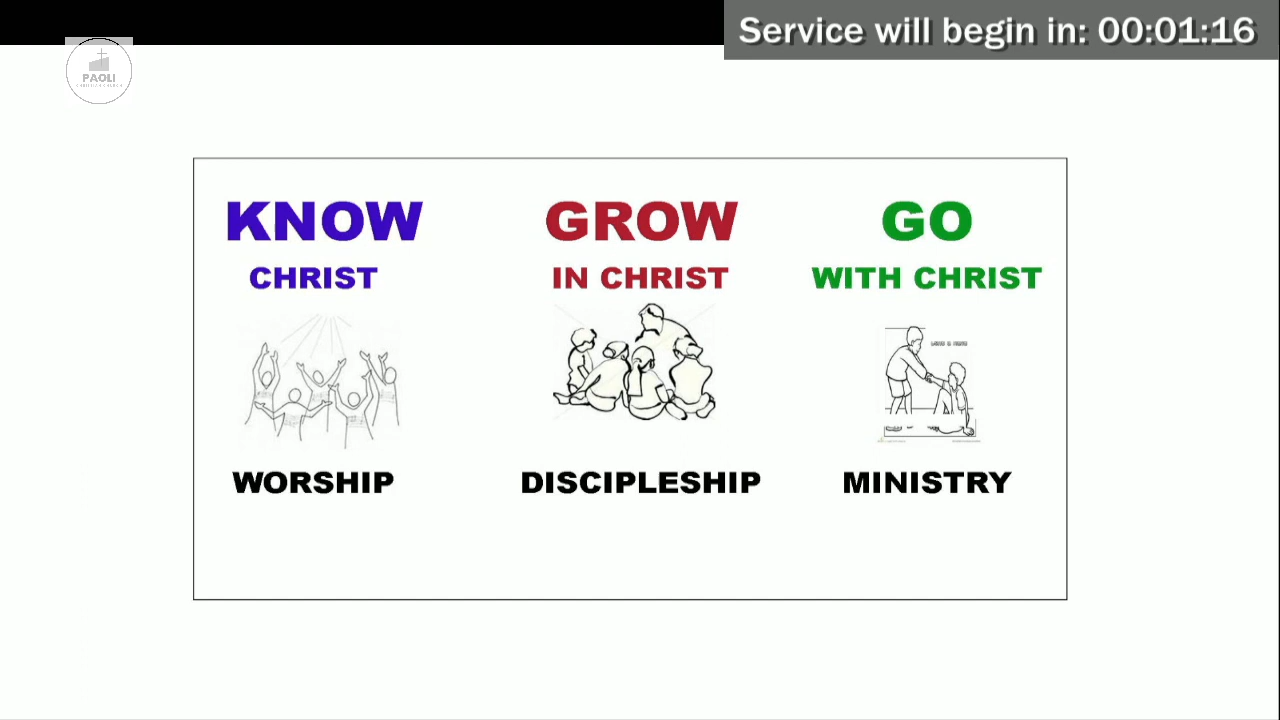 Service will begin in: 00:01:16
PAOLI
KNOW
CHRIST
WORSHIP
GROW
IN CHRIST
DISCIPLESHIP
GO
WITH CHRIST
MINISTRY